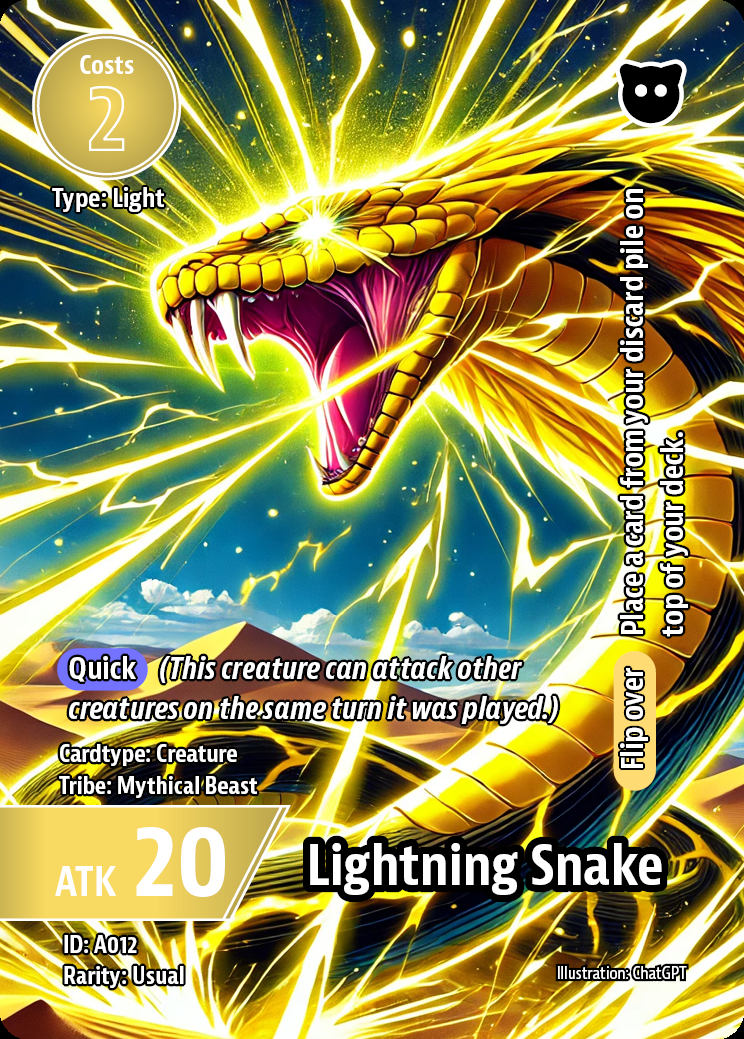 Costs
2
Type: Light
Place a card from your discard pile on
top of your deck.
Flip over
Quick (This creature can attack other
creatures on the same turn it was played.)
Cardtype: Creature
Tribe: Mythical Beast
ATK 20
Lightning Snake
ID: A012
Rarity: Usual
Illustration: ChatGPT